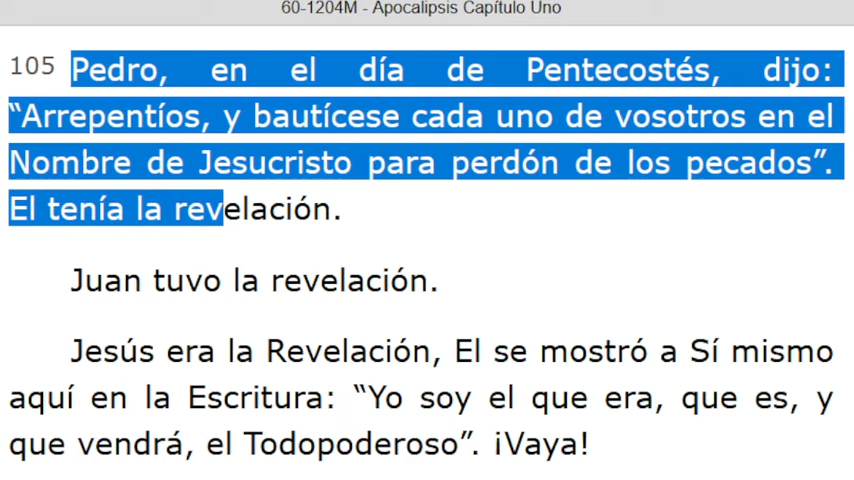 60-1204M - Apocalipsis Capítulo Uno
105 Pedro, en el día de Pentecostés, dijo:
“Arrepentíos, y bautícese cada uno de vosotros en el
Nombre de Jesucristo para perdón de los pecados”.
El tenía la revelación.
Juan tuvo la revelación.
Jesús era la Revelación, El se mostró a Sí mismo
aquí en la Escritura: “Yo soy el que era, que es, y
que vendrá, el Todopoderoso”. ¡Vaya!